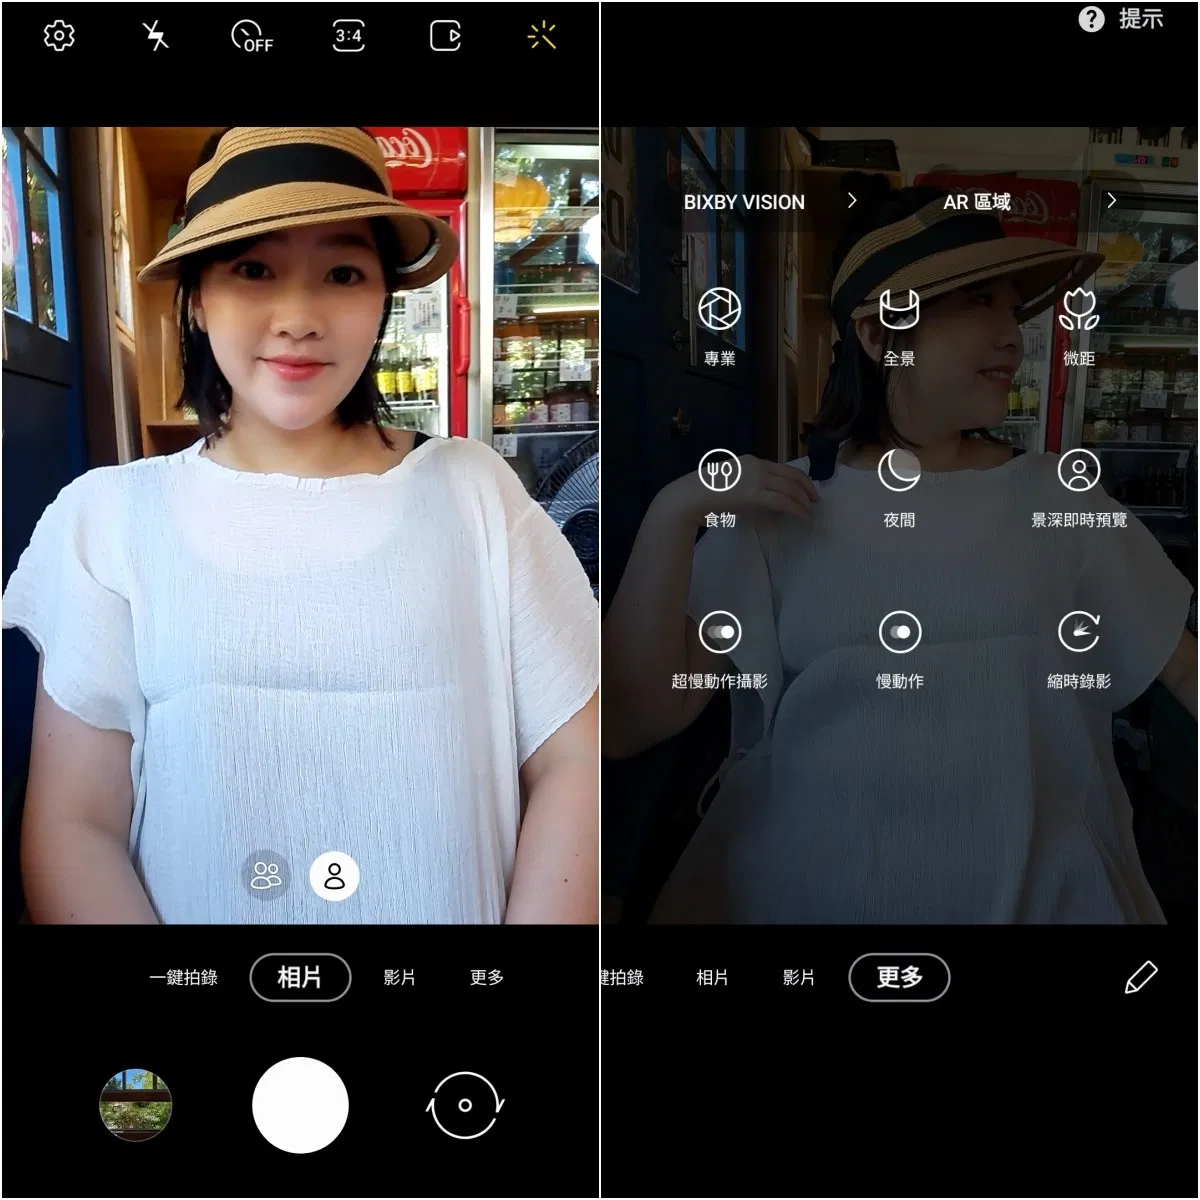 OFF
3:4
一鍵拍錄
相片
影片
更多
提示
BIXBY VISION
AR 區域
專業
全景
微距
食物
夜間
景深即時預覽
超慢動作攝影
慢動作
縮時錄影
鍵拍錄
相片
影片
更多